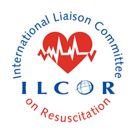 International Liaison Committee
ILCOR
on Resuscitation